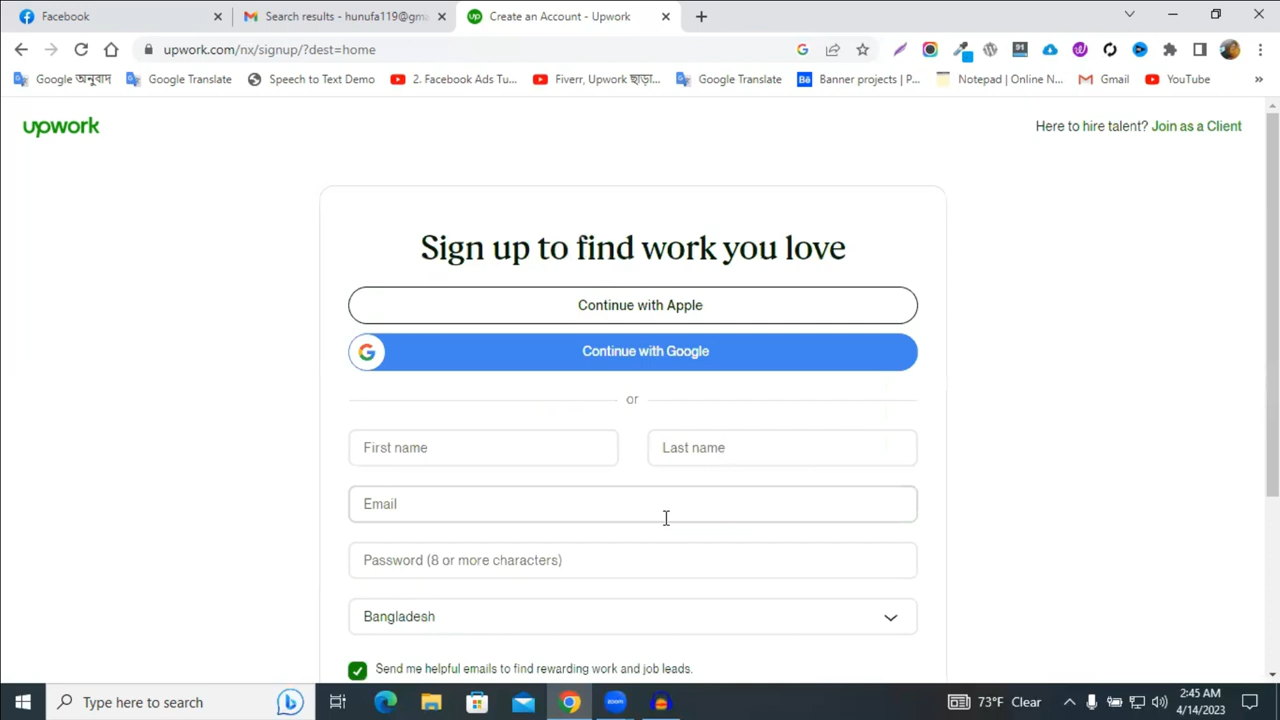 Facebook
Search results - hunufa119@gma
Create an Account - Upwork
upwork.com/nx/signup/?dest=home
91
Google অনুবাদ
Google Translate
Speech to Text Demo
2. Facebook Ads Tu...
Fiverr, Upwork ছাড়া...
Google Translate
Bē
Banner projects | P...
Notepad | Online N...
Gmail
YouTube
upwork
Here to hire talent? Join as a Client
Sign up to find work you love
Continue with Apple
Continue with Google
or
First name
Last name
Email
Password (8 or more characters)
Bangladesh
Send me helpful emails to find rewarding work and job leads.
Type here to search
zoom
73°F Clear
2:45 AM
4/14/2023